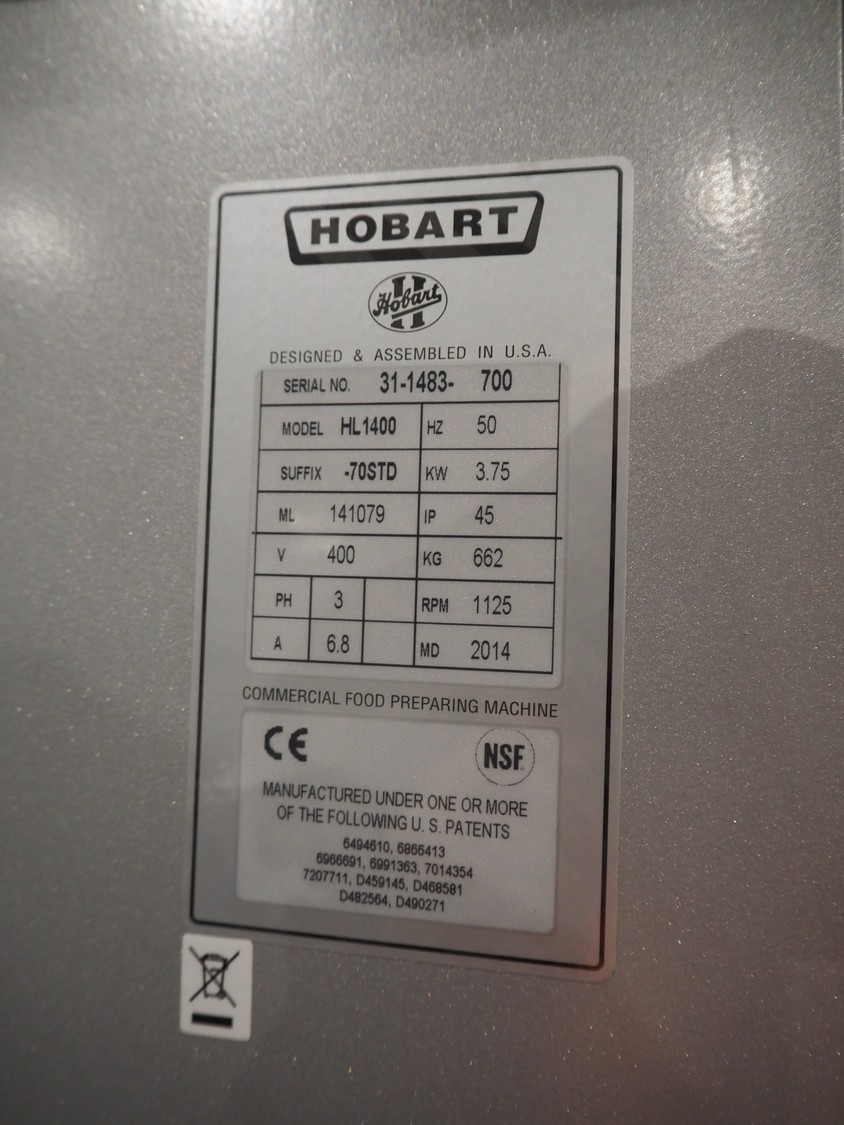 HOBART
Hobart
DESIGNED & ASSEMBLED IN U.S.A.
SERIAL NO. 31-1483- 700
MODEL HL1400 HZ 50
SUFFIX -70STD KW 3.75
ML 141079 IP 45
V 400 KG 662
PH 3 RPM 1125
A 6.8 MD 2014
COMMERCIAL FOOD PREPARING MACHINE
CE NSF
MANUFACTURED UNDER ONE OR MORE
OF THE FOLLOWING U. S. PATENTS
6494610, 6866413
6966691, 6991363, 7014354
7207711, D459145, D468581
D482564, D490271